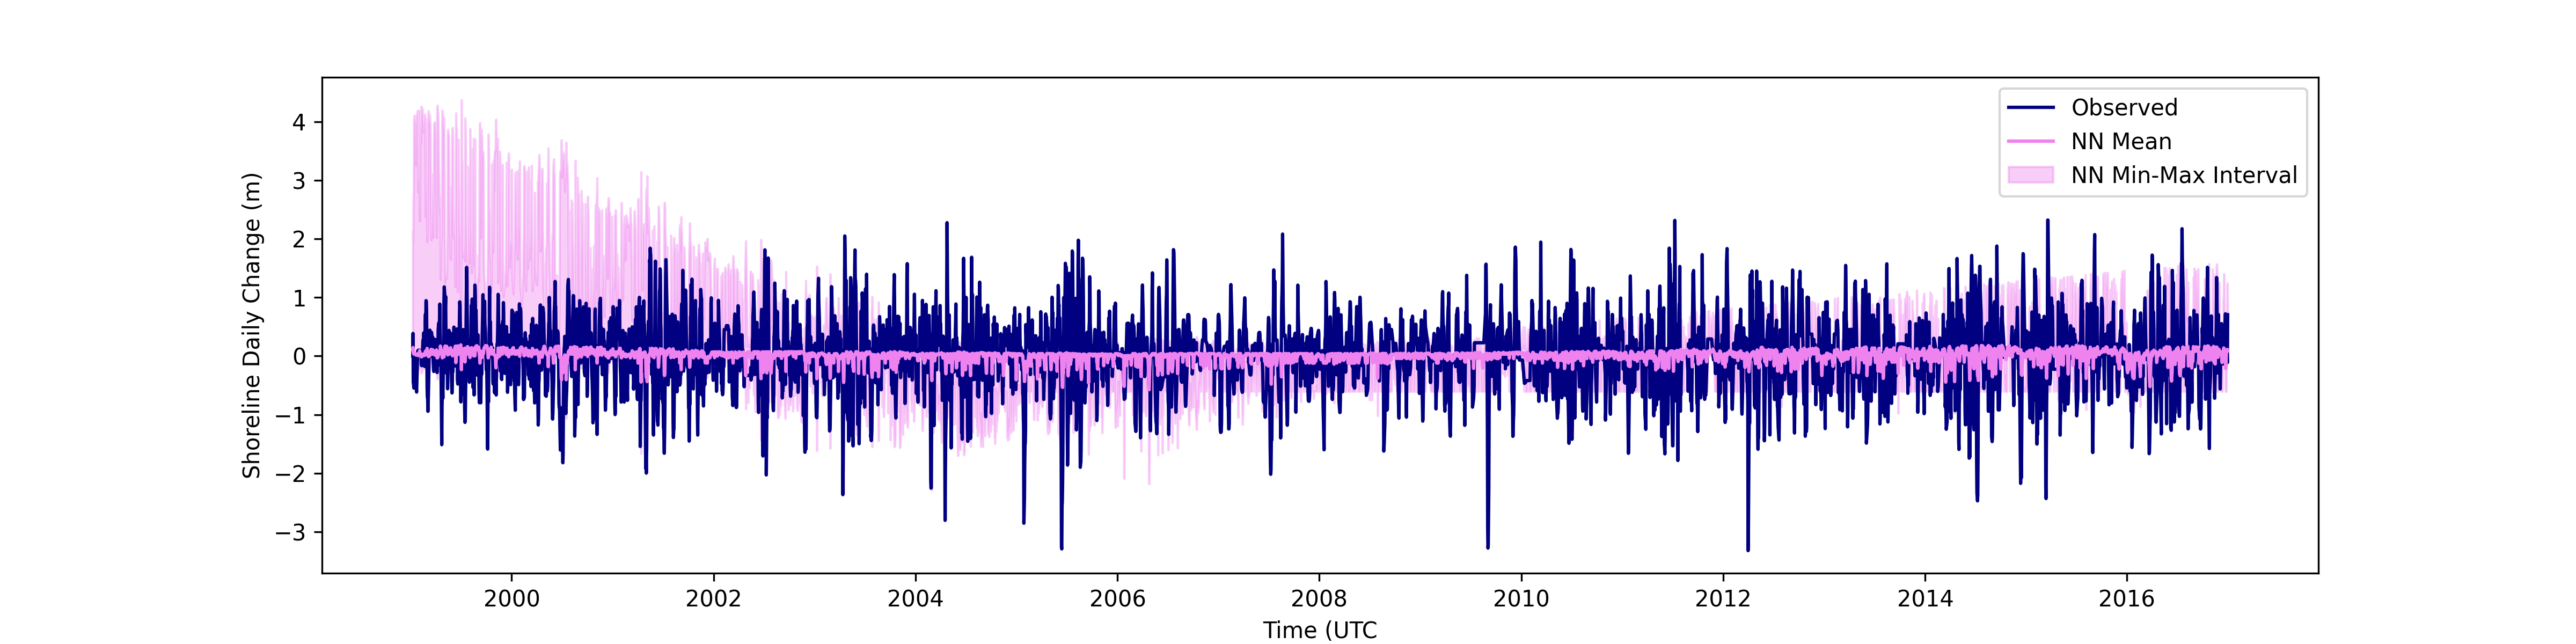 Observed
NN Mean
NN Min-Max Interval
Shoreline Daily Change (m)
4
3
2
1
0
−1
−2
−3
2000 2002 2004 2006 2008 2010 2012 2014 2016
Time (UTC